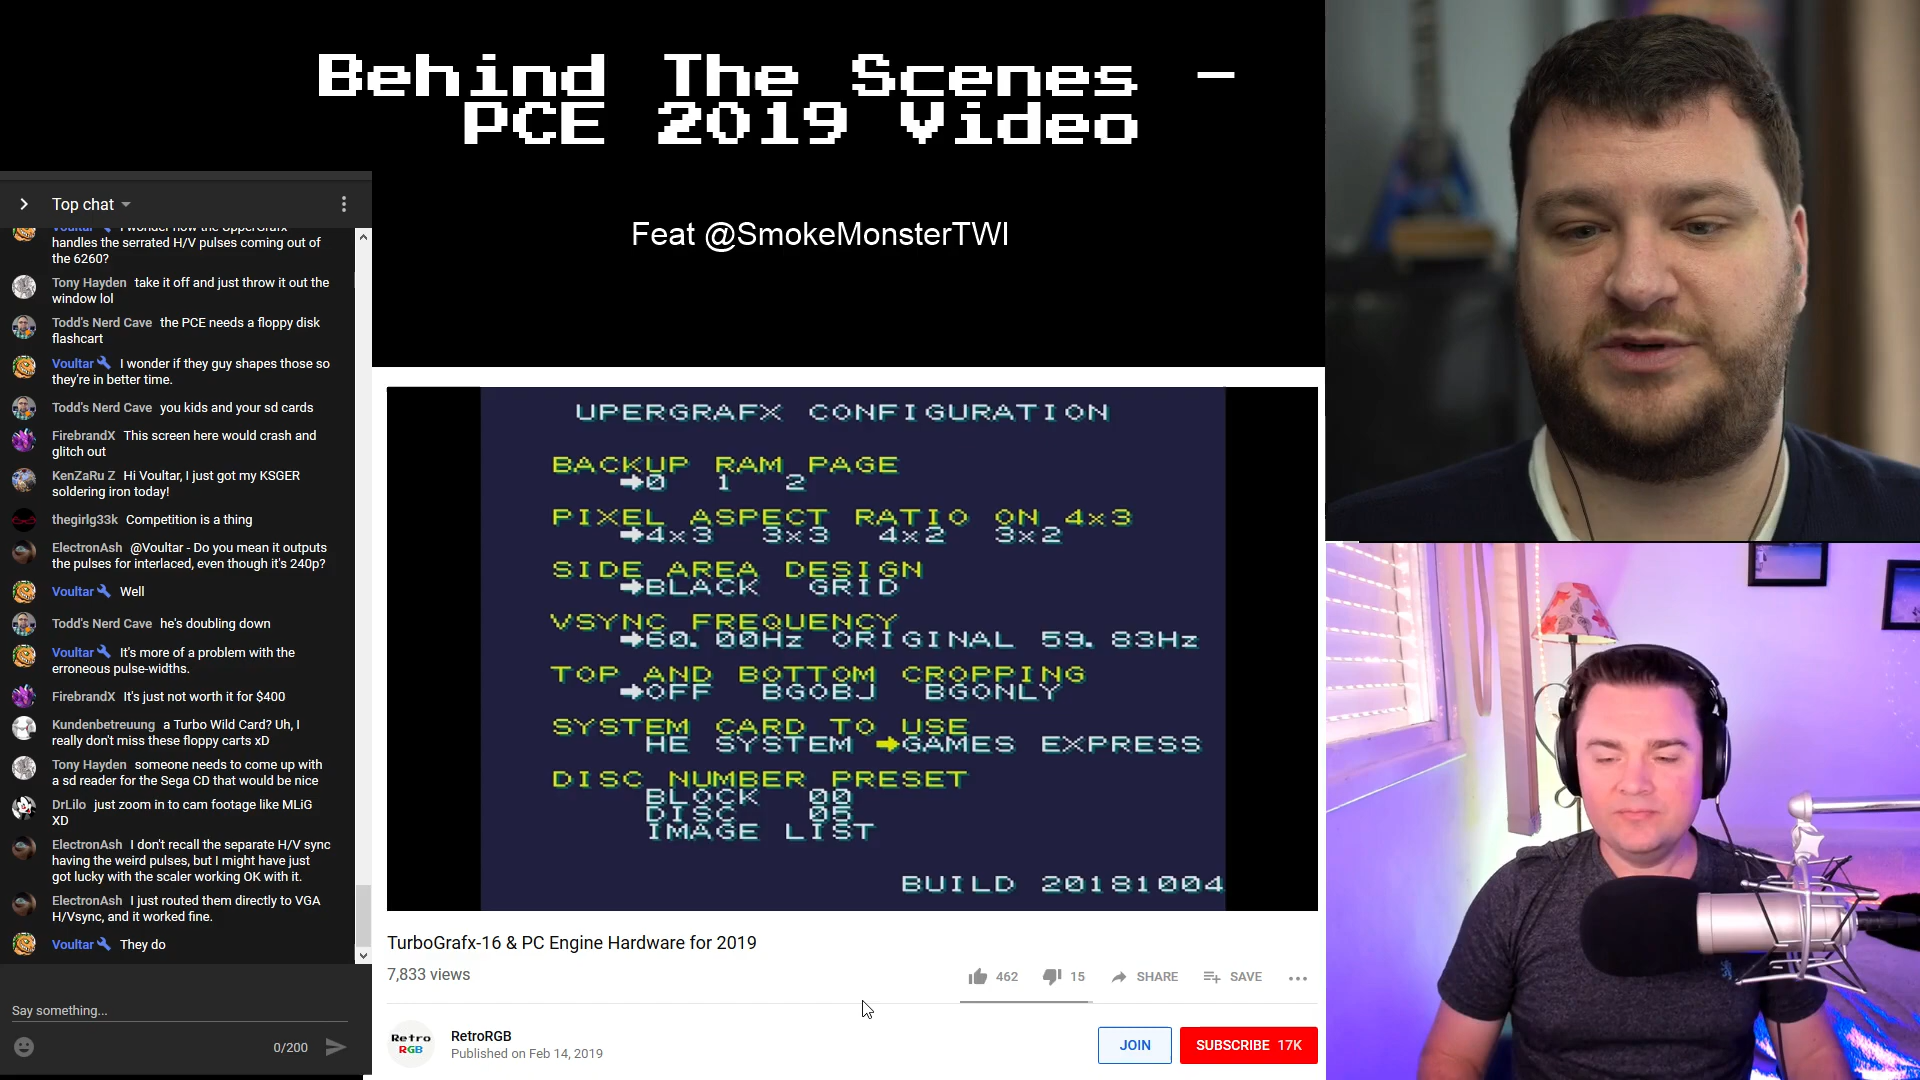 Behind The Scenes -
PCE 2019 Video
Feat @SmokeMonsterTWI
Top chat
Voultar I wonder how the UpperGrafx
handles the serrated H/V pulses coming out of
the 6260?
Tony Hayden take it off and just throw it out the
window lol
Todd's Nerd Cave the PCE needs a floppy disk
flashcart
Voultar I wonder if they guy shapes those so
they're in better time.
Todd's Nerd Cave you kids and your sd cards
FirebrandX This screen here would crash and
glitch out
KenZaRu Z Hi Voultar, I just got my KSGER
soldering iron today!
thegirlg33k Competition is a thing
ElectronAsh @Voultar - Do you mean it outputs
the pulses for interlaced, even though it's 240p?
Voultar Well
Todd's Nerd Cave he's doubling down
Voultar It's more of a problem with the
erroneous pulse-widths.
FirebrandX It's just not worth it for $400
Kundenbetreuung a Turbo Wild Card? Uh, I
really don't miss these floppy carts xD
Tony Hayden someone needs to come up with
a sd reader for the Sega CD that would be nice
DrLilo just zoom in to cam footage like MLiG
XD
ElectronAsh I don't recall the separate H/V sync
having the weird pulses, but I might have just
got lucky with the scaler working OK with it.
ElectronAsh I just routed them directly to VGA
H/Vsync, and it worked fine.
Voultar They do
Say something...
0/200
UPERGRAFX CONFIGURATION
BACKUP RAM PAGE
➔0 1 2
PIXEL ASPECT RATIO ON 4x3
➔4x3 3x3 4x2 3x2
SIDE AREA DESIGN
➔BLACK GRID
VSYNC FREQUENCY
➔60.00Hz ORIGINAL 59.83Hz
TOP AND BOTTOM CROPPING
➔OFF BGOBJ BGONLY
SYSTEM CARD TO USE
HE SYSTEM ➔GAMES EXPRESS
DISC NUMBER PRESET
BLOCK 00
DISC 05
IMAGE LIST
BUILD 20181004
TurboGrafx-16 & PC Engine Hardware for 2019
7,833 views
462 15 SHARE SAVE
Retro
RGB
RetroRGB
Published on Feb 14, 2019
JOIN
SUBSCRIBE 17K